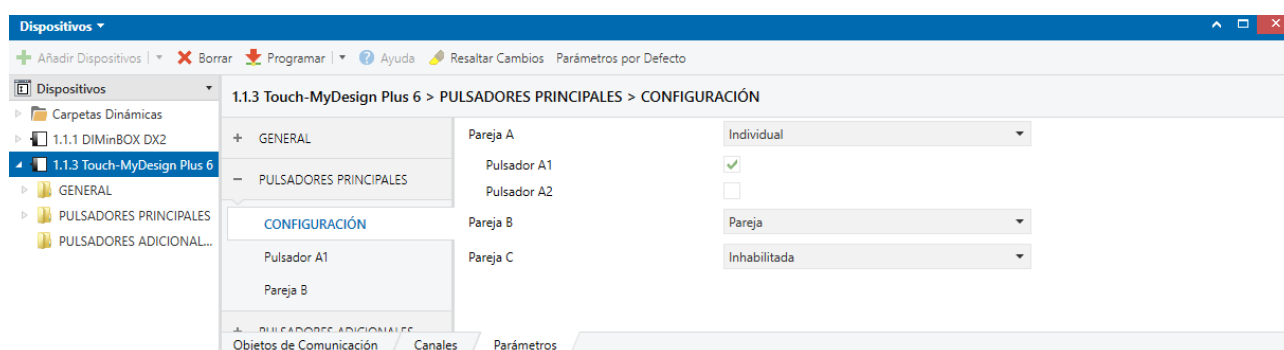 Dispositivos
Añadir Dispositivos Borrar Programar Ayuda Resaltar Cambios Parámetros por Defecto
Dispositivos
Carpetas Dinámicas
1.1.1 DIMinBOX DX2
1.1.3 Touch-MyDesign Plus 6
GENERAL
PULSADORES PRINCIPALES
PULSADORES ADICIONAL...
1.1.3 Touch-MyDesign Plus 6 > PULSADORES PRINCIPALES > CONFIGURACIÓN
+ GENERAL
− PULSADORES PRINCIPALES
CONFIGURACIÓN
Pulsador A1
Pareja B
+ PULSADORES ADICIONALES
Pareja A Individual
Pulsador A1
Pulsador A2
Pareja B Pareja
Pareja C Inhabilitada
Objetos de Comunicación / Canales / Parámetros